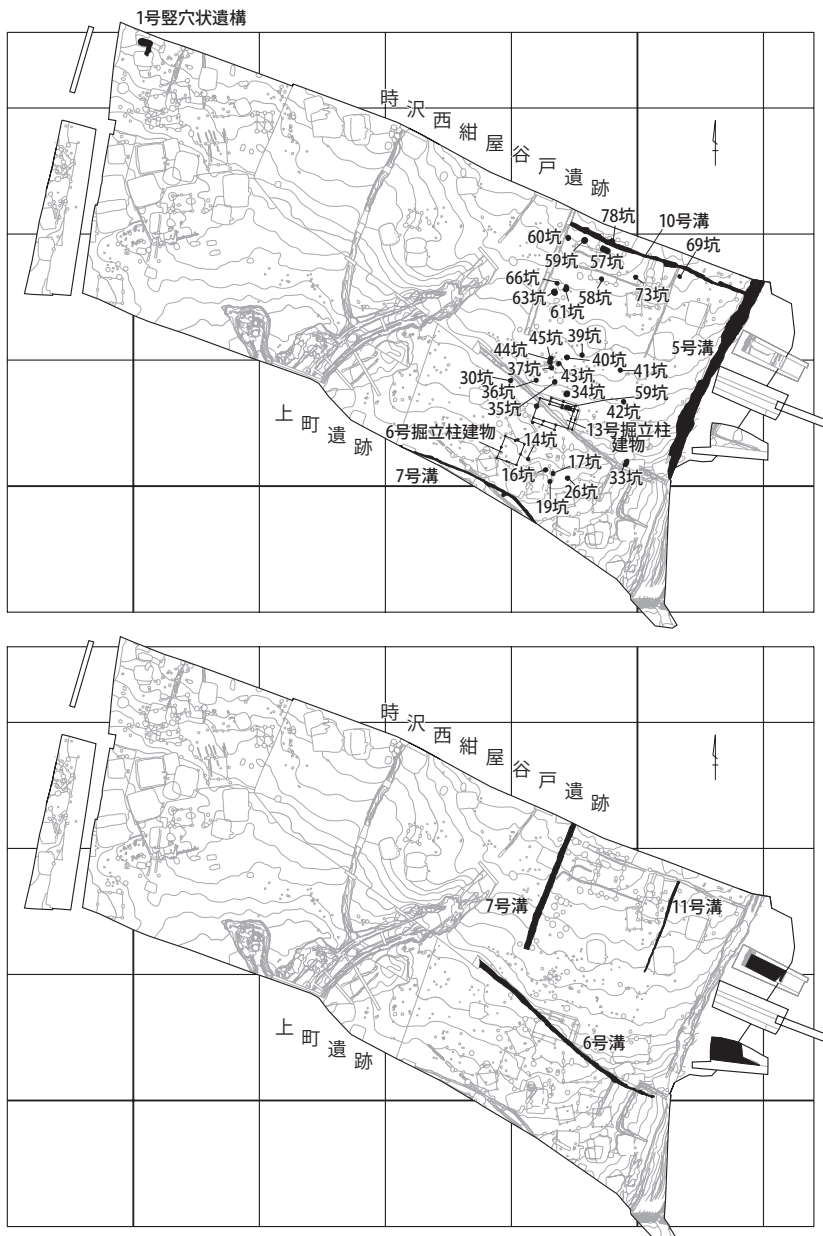 1号竪穴状遺構
時沢西紺屋谷戸遺跡
78坑
10号溝
60坑
69坑
59坑
57坑
66坑
58坑
73坑
63坑
61坑
45坑
39坑
5号溝
44坑
40坑
37坑
43坑
41坑
30坑
34坑
59坑
36坑
35坑
42坑
上町遺跡
6号掘立柱建物
14坑
13号掘立柱
建物
7号溝
16坑
17坑
33坑
26坑
19坑
時沢西紺屋谷戸遺跡
7号溝
11号溝
上町遺跡
6号溝